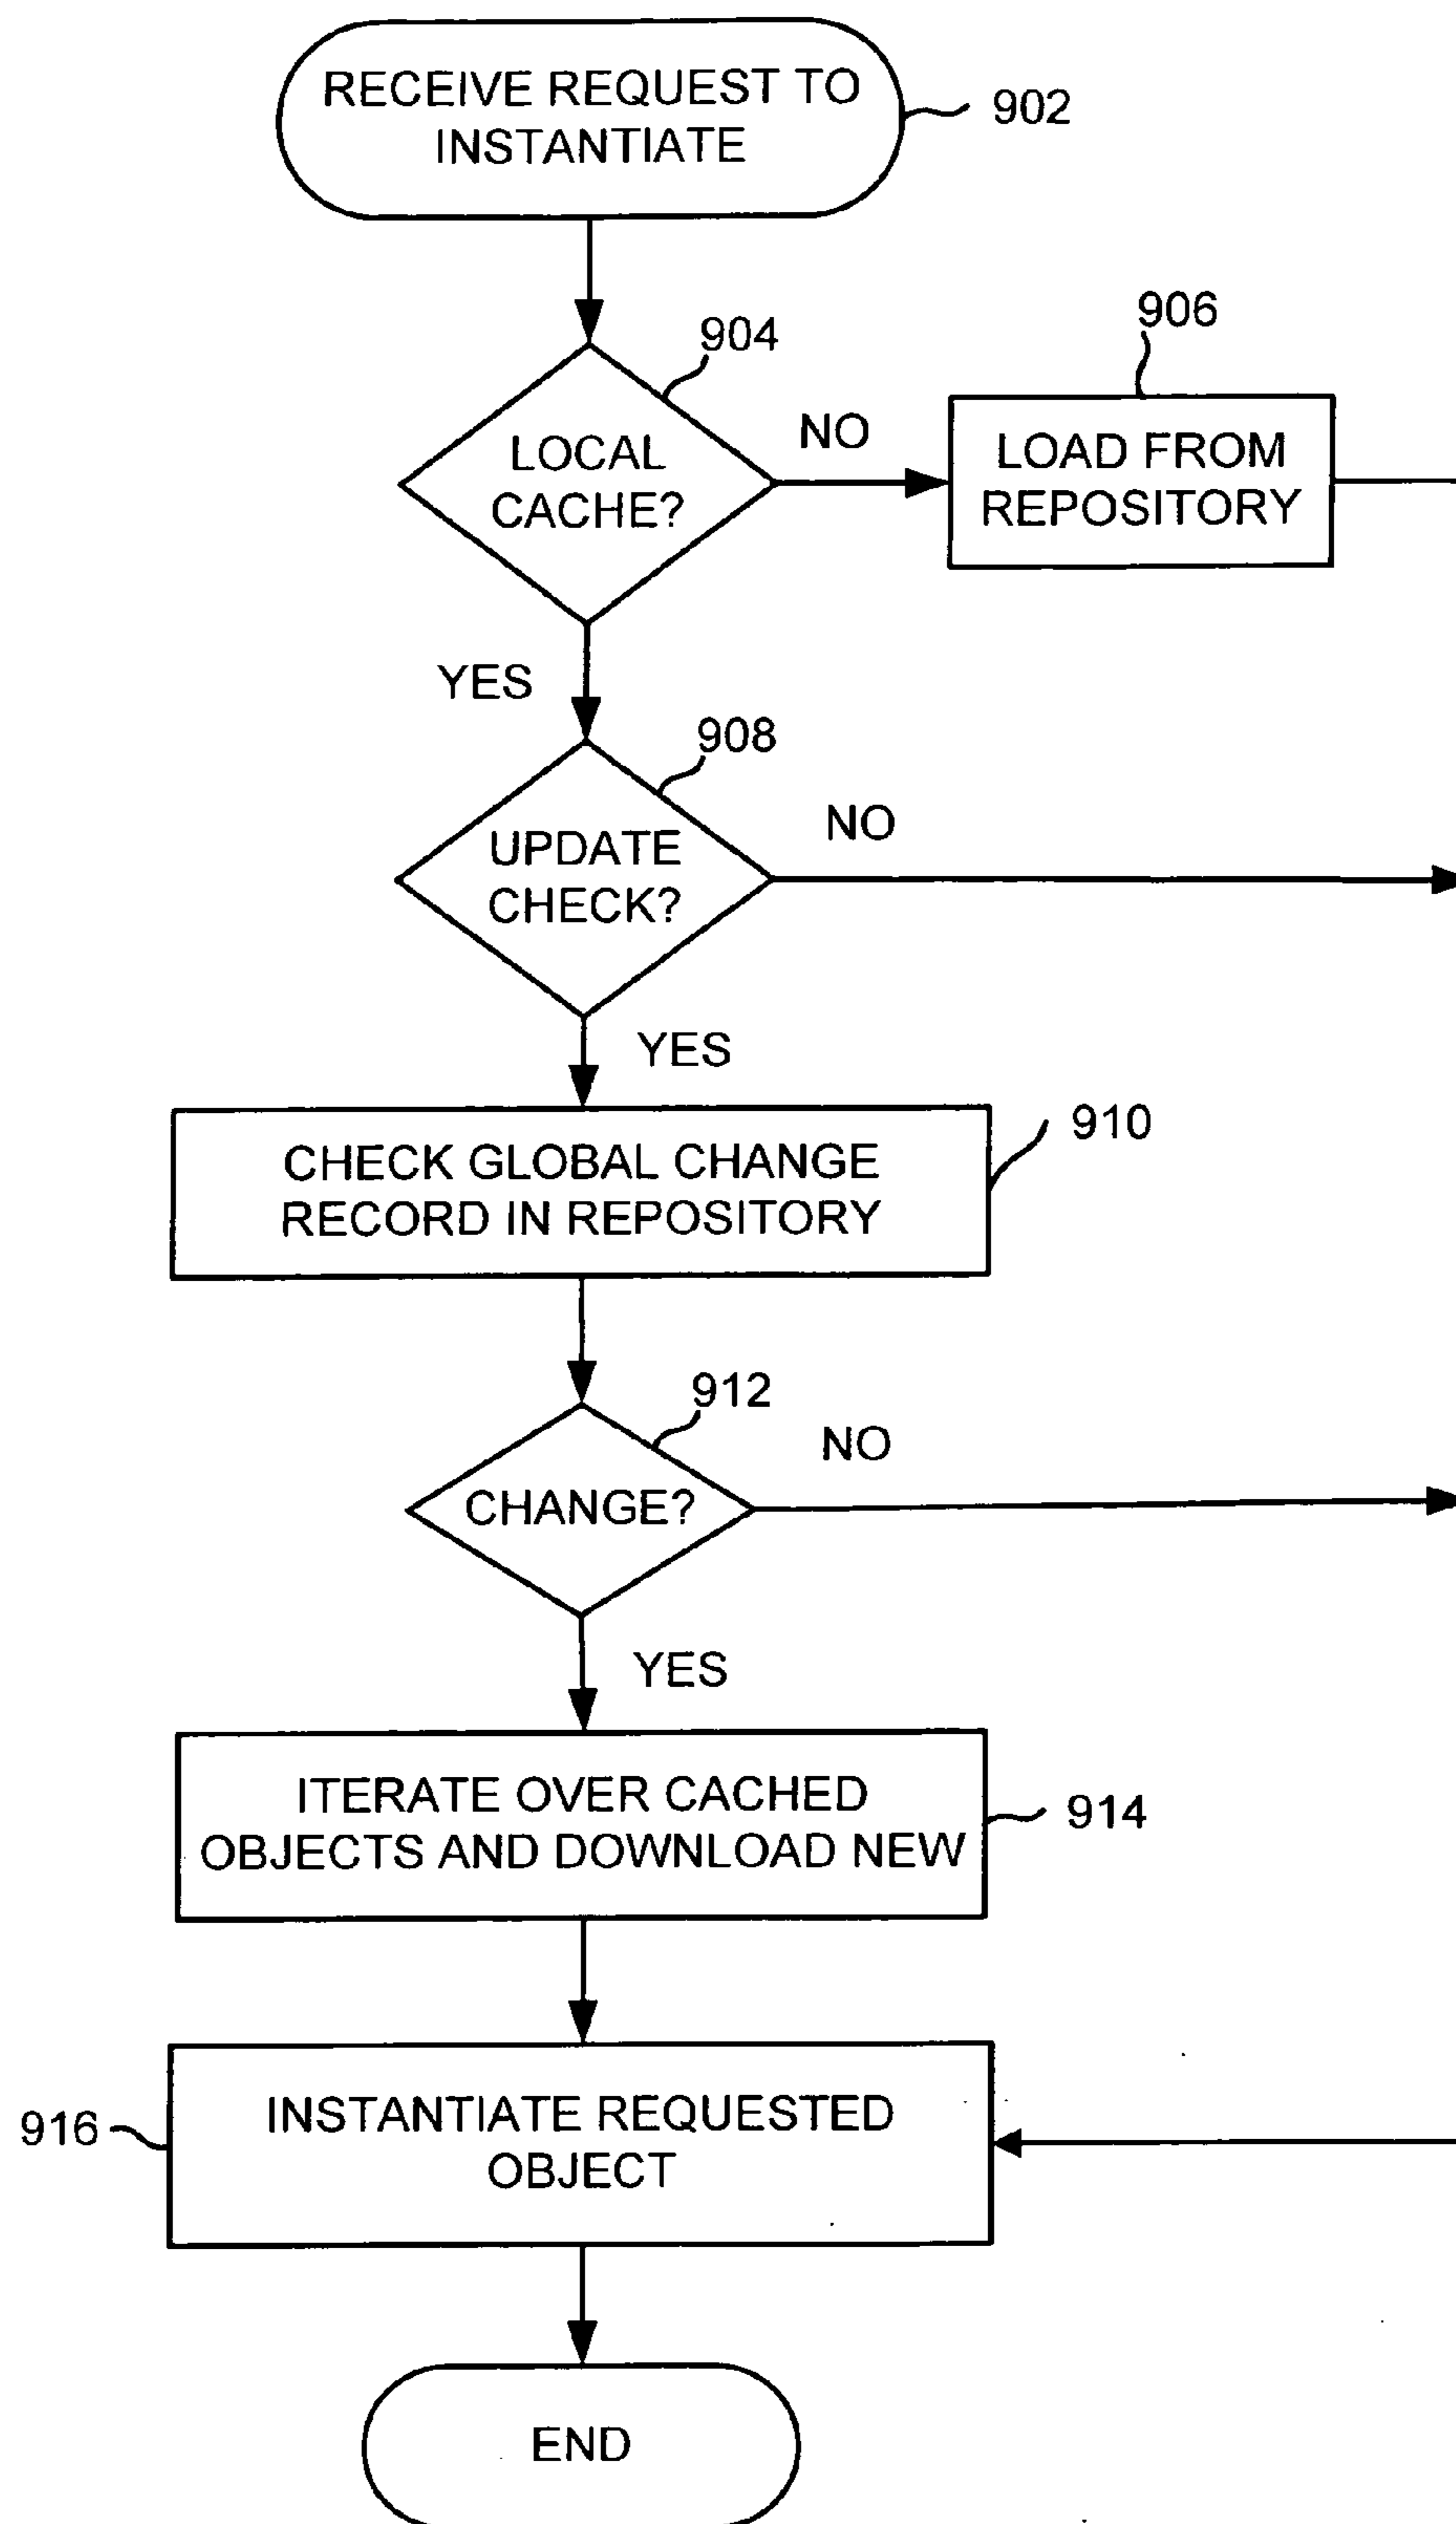 RECEIVE REQUEST TO
INSTANTIATE
902
904
906
LOCAL
CACHE?
NO
LOAD FROM
REPOSITORY
YES
908
UPDATE
CHECK?
NO
YES
CHECK GLOBAL CHANGE
RECORD IN REPOSITORY
910
912
CHANGE?
NO
YES
ITERATE OVER CACHED
OBJECTS AND DOWNLOAD NEW
914
916
INSTANTIATE REQUESTED
OBJECT
END